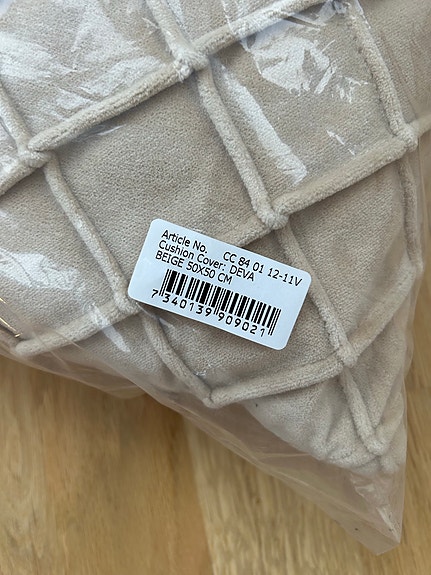 Article No. CC 84 01 12-11V
Cushion Cover: DEVA
BEIGE 50X50 CM
7 340139 909021